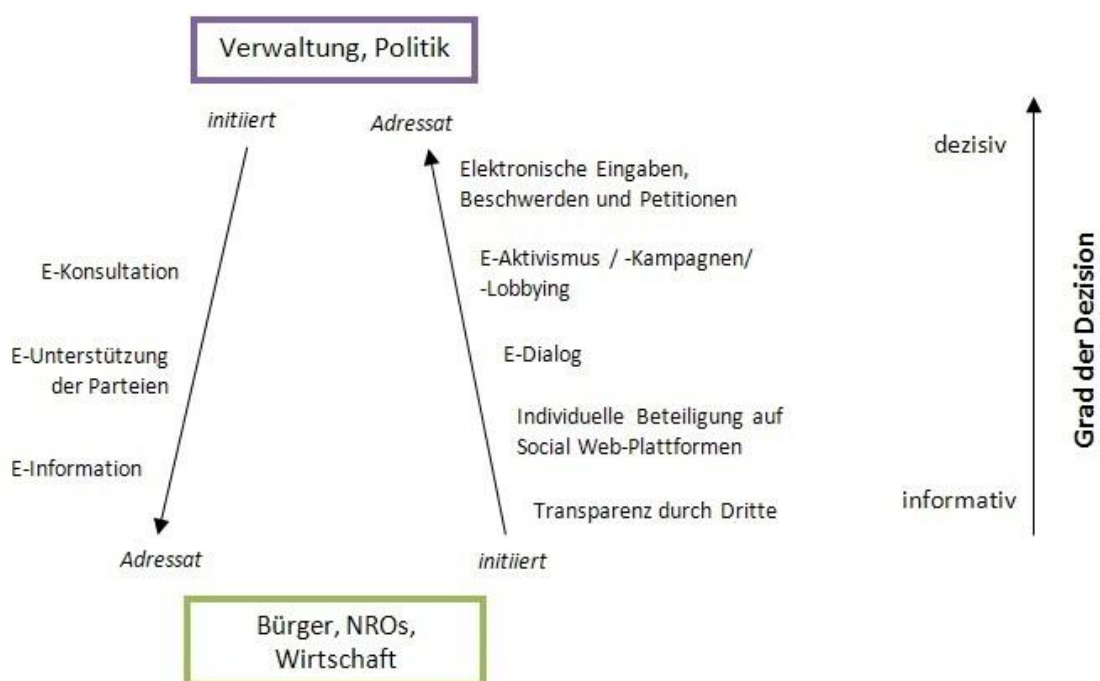 Verwaltung, Politik
initiiert
Adressat
dezisiv
Elektronische Eingaben,
Beschwerden und Petitionen
E-Konsultation
E-Aktivismus / -Kampagnen/
-Lobbying
E-Unterstützung
der Parteien
E-Dialog
Individuelle Beteiligung auf
Social Web-Plattformen
E-Information
Transparenz durch Dritte
informativ
Grad der Dezision
Adressat
initiiert
Bürger, NROs,
Wirtschaft